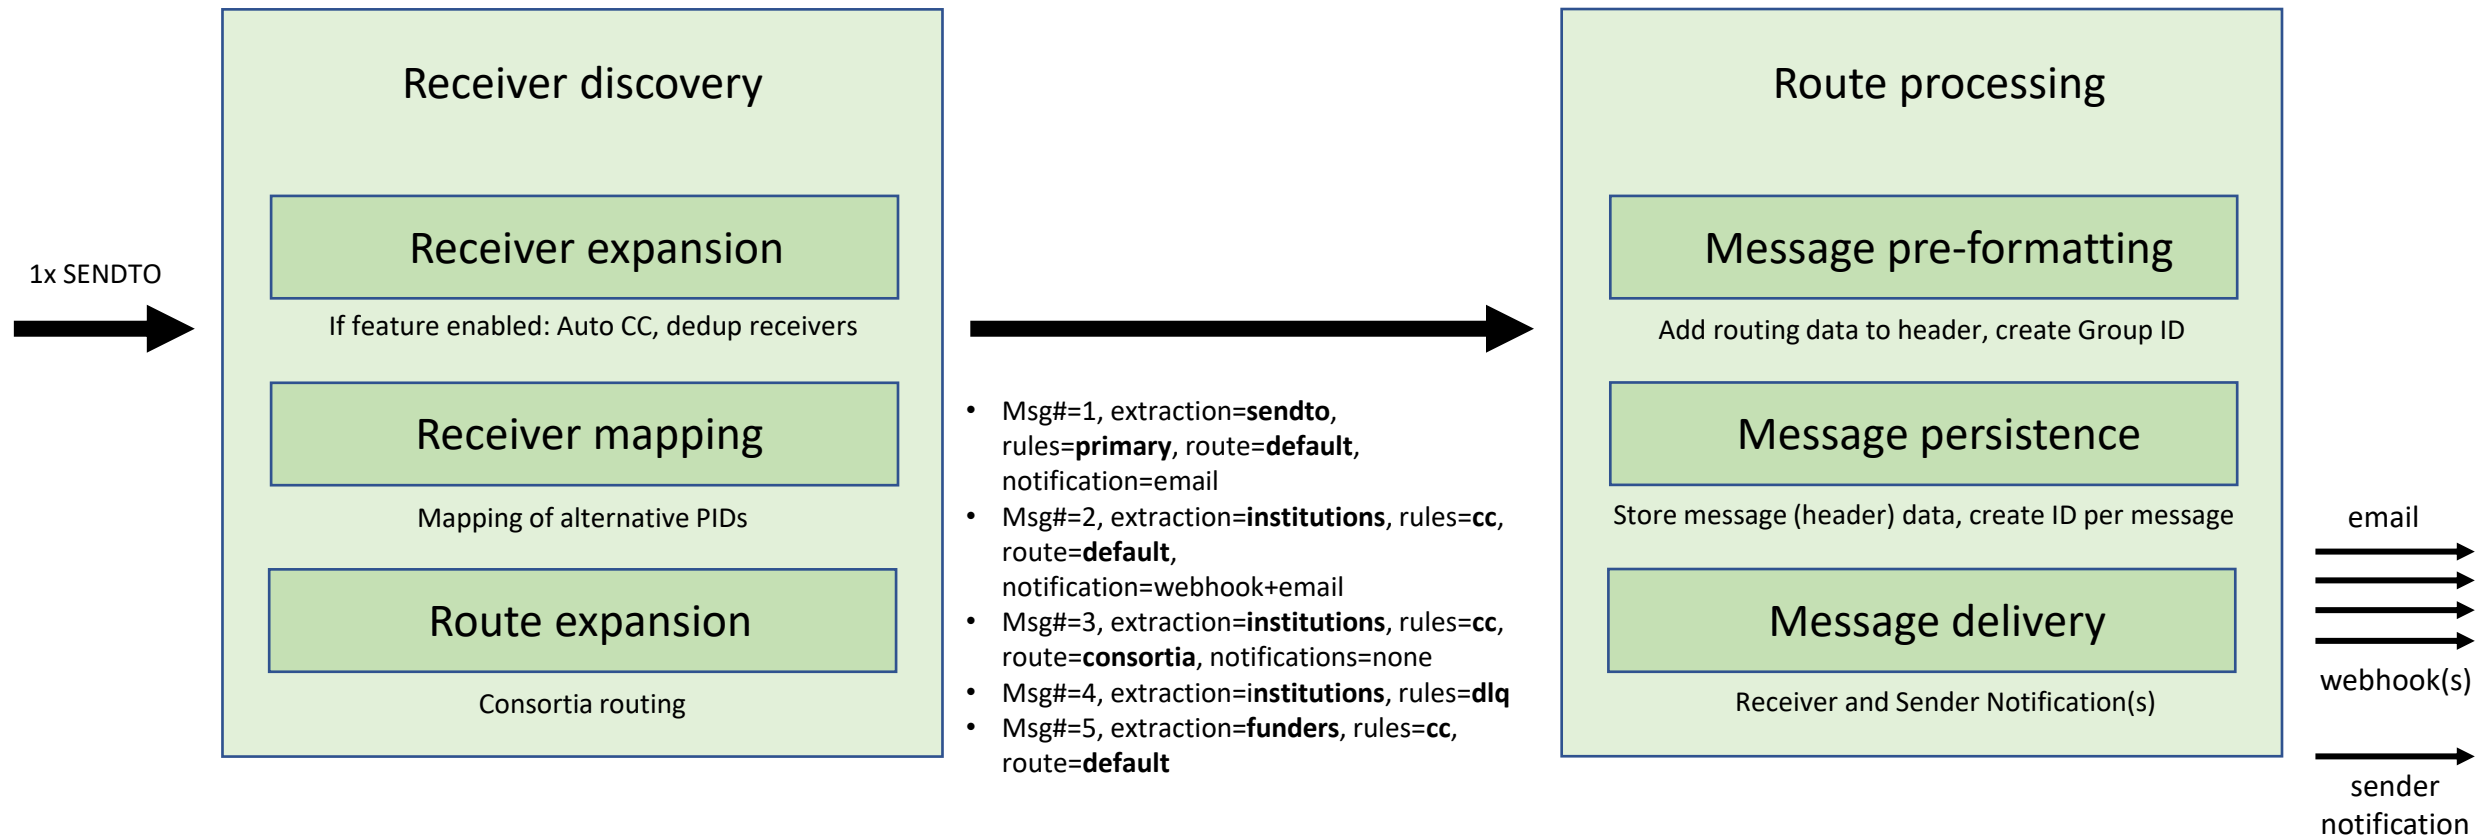 1x SENDTO
Receiver discovery
Receiver expansion
If feature enabled: Auto CC, dedup receivers
Receiver mapping
Mapping of alternative PIDs
Route expansion
Consortia routing
• Msg#=1, extraction=sendto,
rules=primary, route=default,
notification=email
• Msg#=2, extraction=institutions, rules=cc,
route=default,
notification=webhook+email
• Msg#=3, extraction=institutions, rules=cc,
route=consortia, notifications=none
• Msg#=4, extraction=institutions, rules=dlq
• Msg#=5, extraction=funders, rules=cc,
route=default
Route processing
Message pre-formatting
Add routing data to header, create Group ID
Message persistence
Store message (header) data, create ID per message
Message delivery
Receiver and Sender Notification(s)
email
webhook(s)
sender
notification